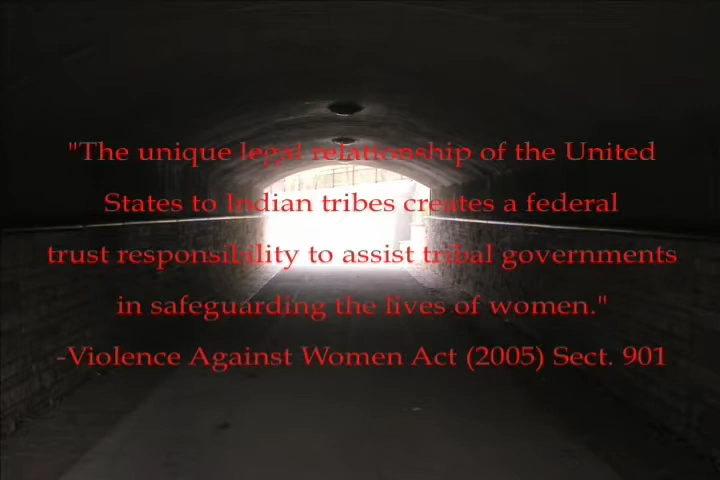 "The unique legal relationship of the United
States to Indian tribes creates a federal
trust responsibility to assist tribal governments
in safeguarding the lives of women."
-Violence Against Women Act (2005) Sect. 901